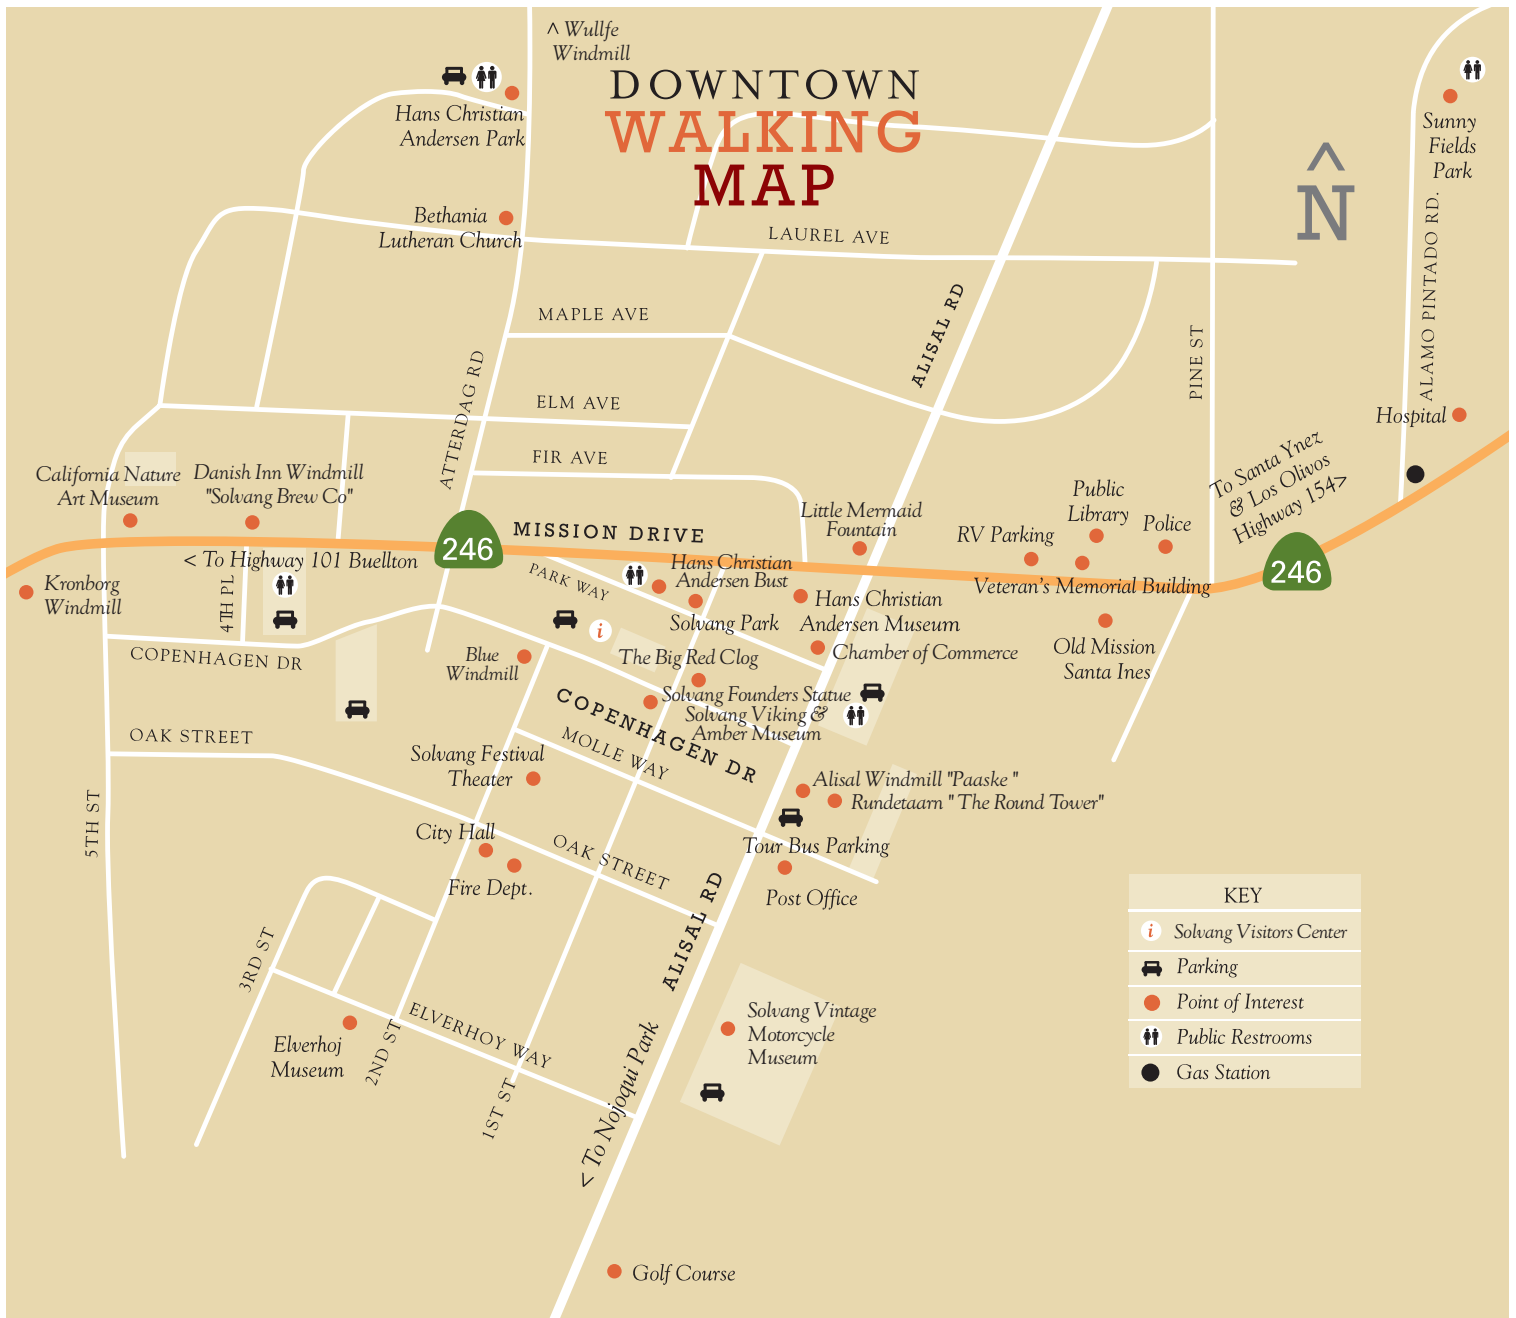 ^ Wullfe
Windmill
DOWNTOWN
WALKING
MAP
Hans Christian
Andersen Park
Sunny
Fields
Park
^
N
Bethania
Lutheran Church
LAUREL AVE
MAPLE AVE
ALISAL RD
PINE ST
ALAMO PINTADO RD.
ATTERDAG RD
ELM AVE
Hospital
FIR AVE
To Santa Ynez
& Los Olivos
Highway 154>
California Nature
Art Museum
Danish Inn Windmill
"Solvang Brew Co"
Public
Library
Little Mermaid
Fountain
RV Parking
Police
MISSION DRIVE
246
< To Highway 101 Buellton
Hans Christian
Andersen Bust
PARK WAY
246
Veteran's Memorial Building
Kronborg
Windmill
4TH PL
Hans Christian
Andersen Museum
Solvang Park
i
COPENHAGEN DR
Blue
Windmill
The Big Red Clog
Chamber of Commerce
Old Mission
Santa Ines
Solvang Founders Statue
Solvang Viking &
Amber Museum
COPENHAGEN DR
OAK STREET
MOLLE WAY
Solvang Festival
Theater
Alisal Windmill "Paaske "
Rundetaarn " The Round Tower"
5TH ST
City Hall
OAK STREET
Tour Bus Parking
Fire Dept.
Post Office
ALISAL RD
KEY
i Solvang Visitors Center
Parking
Point of Interest
Public Restrooms
Gas Station
3RD ST
Elverhoj
Museum
2ND ST
ELVERHOY WAY
1ST ST
< To Nojoqui Park
Solvang Vintage
Motorcycle
Museum
Golf Course